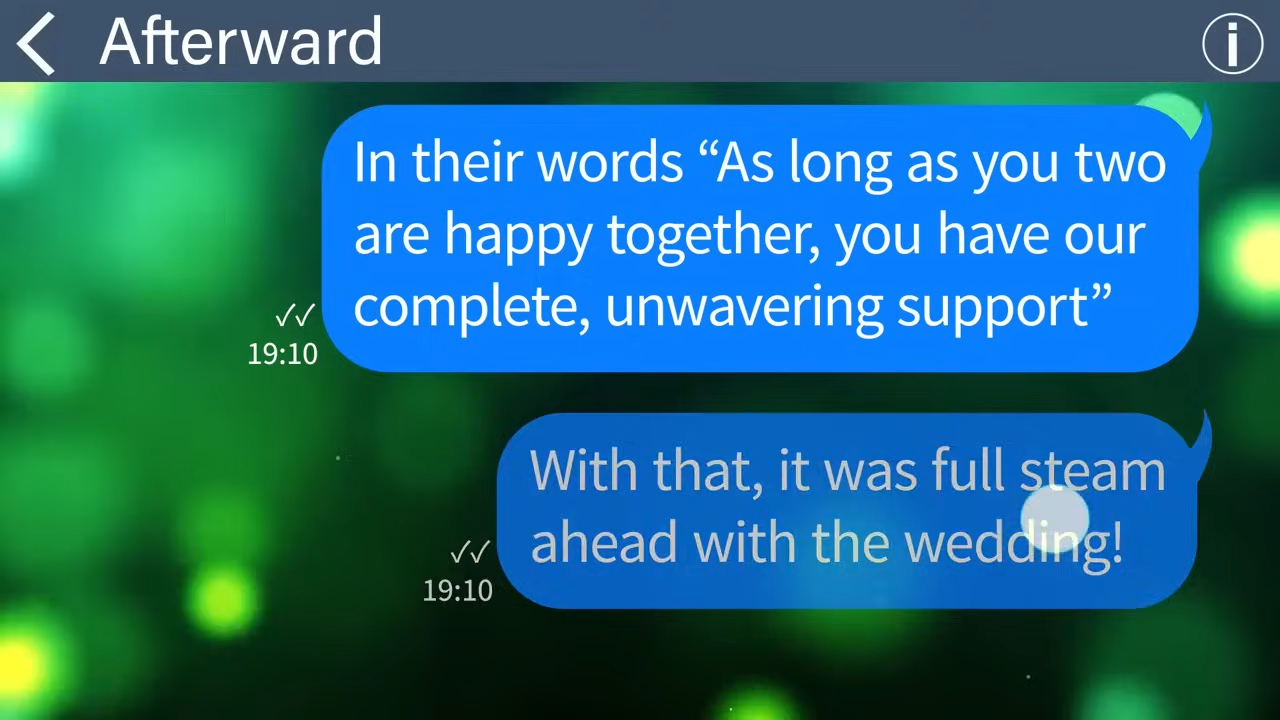 Afterward
In their words “As long as you two
are happy together, you have our
complete, unwavering support”
19:10
With that, it was full steam
ahead with the wedding!
19:10